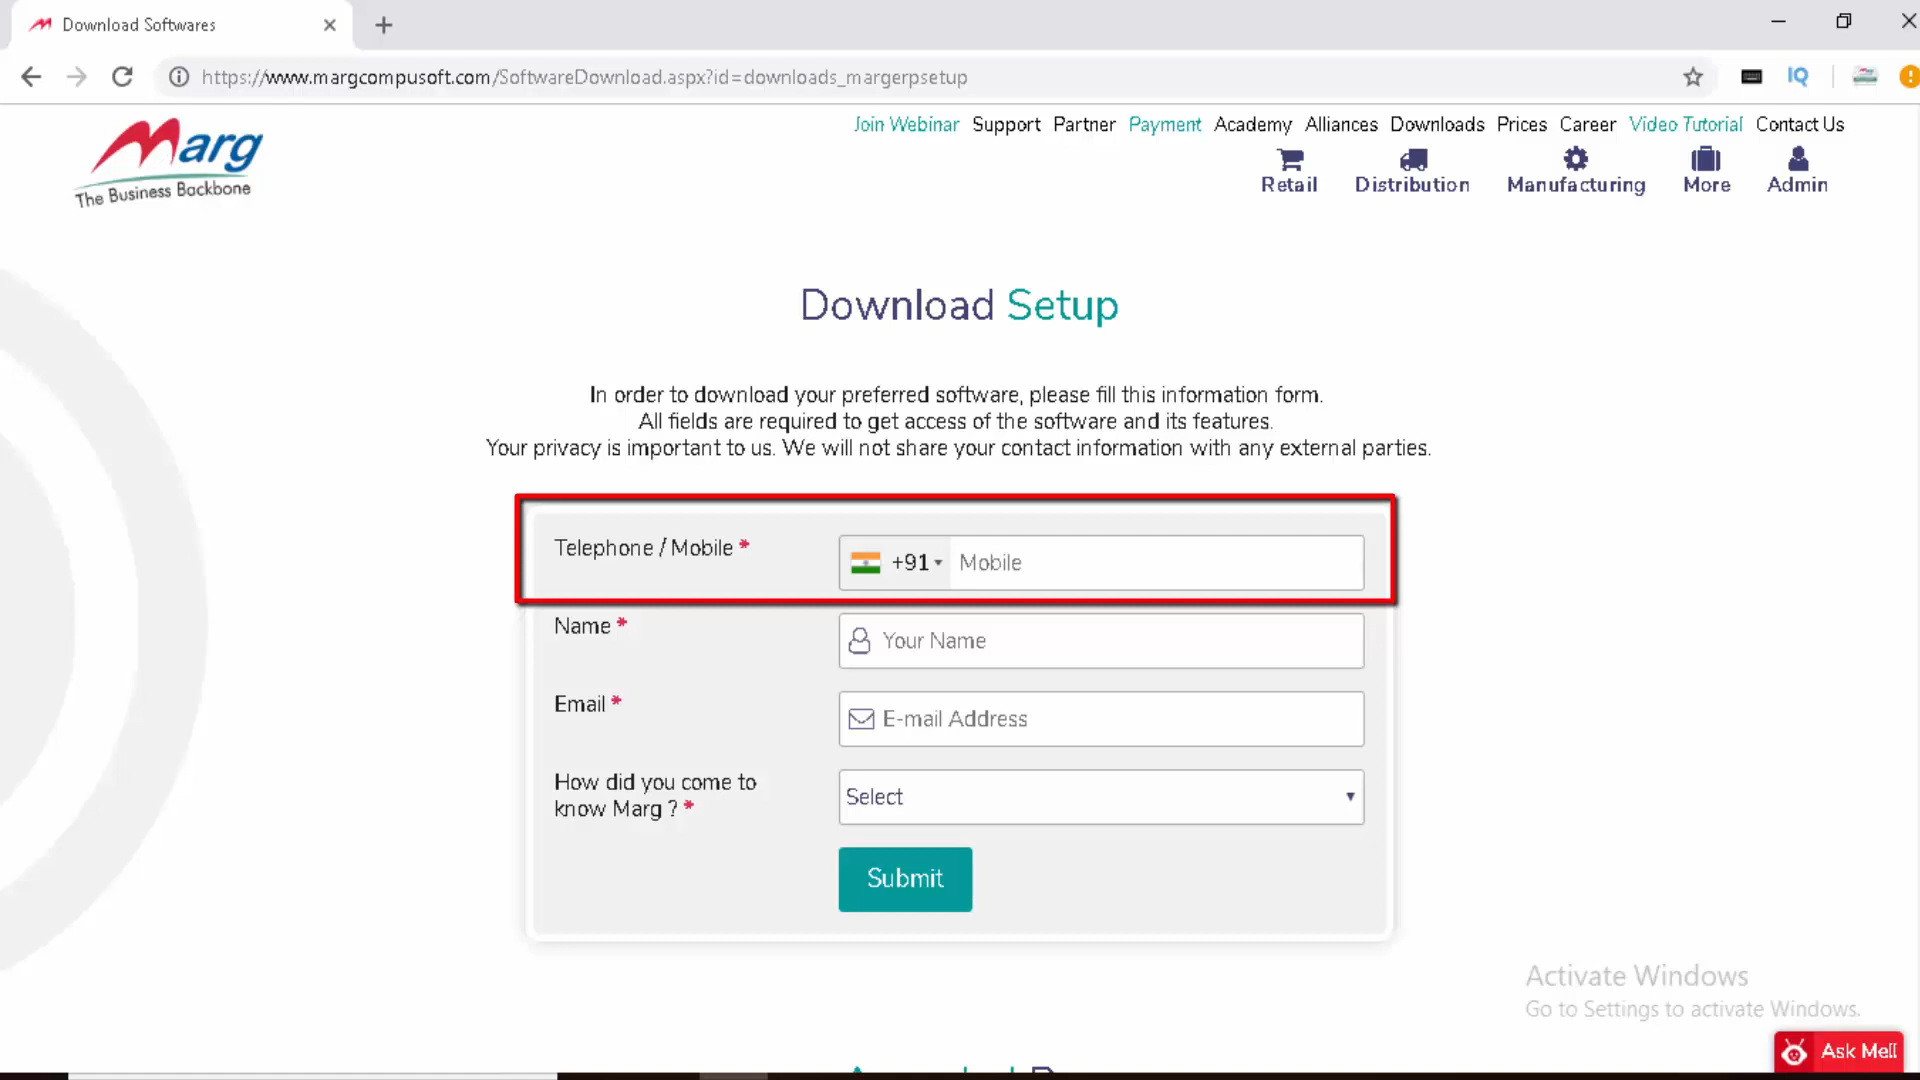 Download Softwares
https://www.margcompusoft.com/SoftwareDownload.aspx?id=downloads_margerpsetup
IQ
Marg
The Business Backbone
Join Webinar Support Partner Payment Academy Alliances Downloads Prices Career Video Tutorial Contact Us
Retail Distribution Manufacturing More Admin
Download Setup
In order to download your preferred software, please fill this information form.
All fields are required to get access of the software and its features.
Your privacy is important to us. We will not share your contact information with any external parties.
Telephone / Mobile * +91 Mobile
Name * Your Name
Email * E-mail Address
How did you come to
know Marg ? *
Select
Submit
Activate Windows
Go to Settings to activate Windows.
Ask Mell